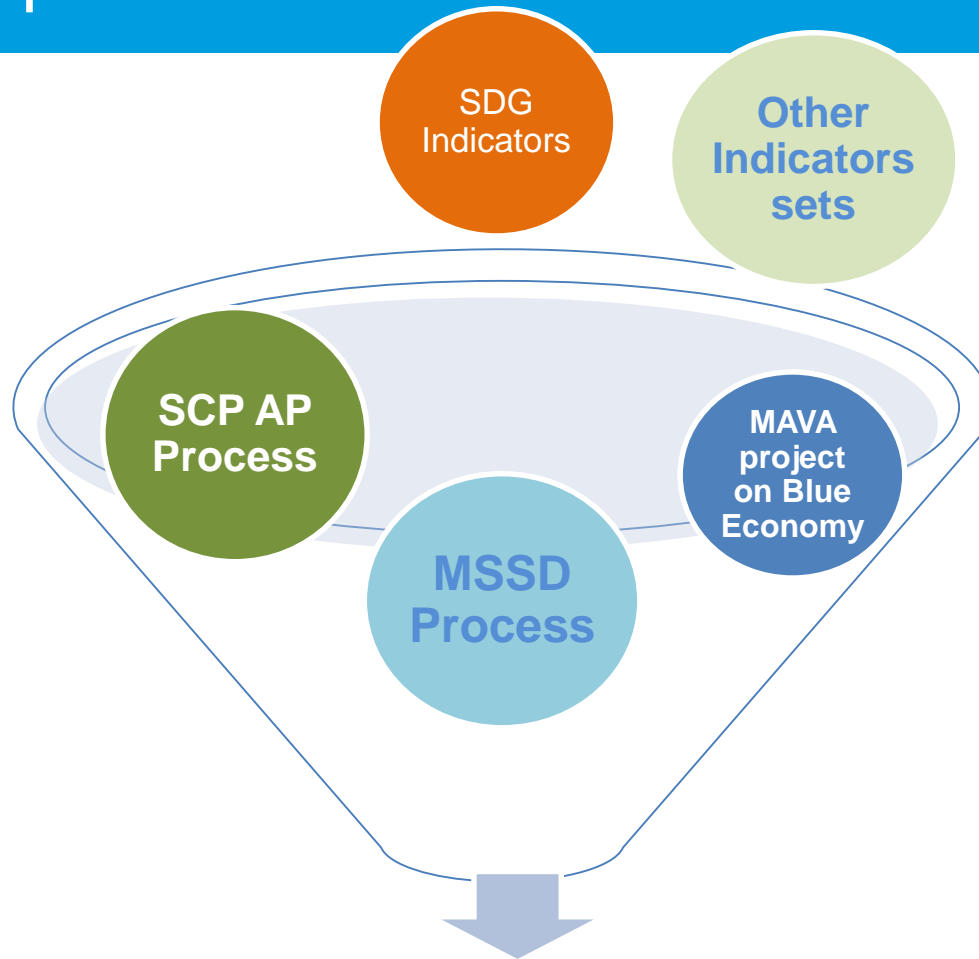 SDG
Indicators
Other
Indicators
sets
SCP AP
Process
MAVA
project
on Blue
Economy
MSSD
Process